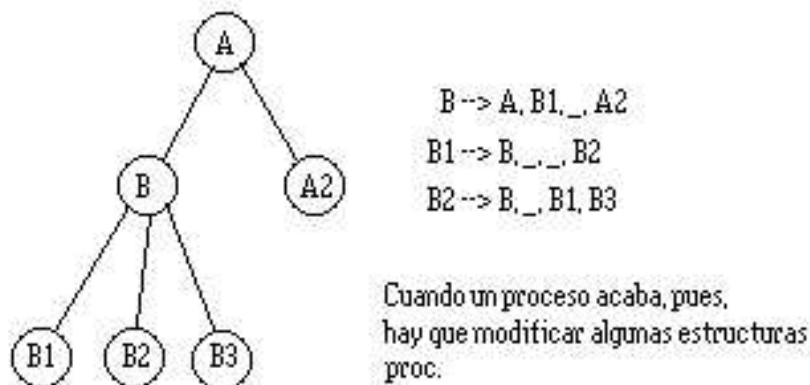 A
B
A2
B1
B2
B3
B --> A, B1, _, A2
B1 --> B, _, _, B2
B2 --> B, _, B1, B3
Cuando un proceso acaba, pues,
hay que modificar algunas estructuras
proc.